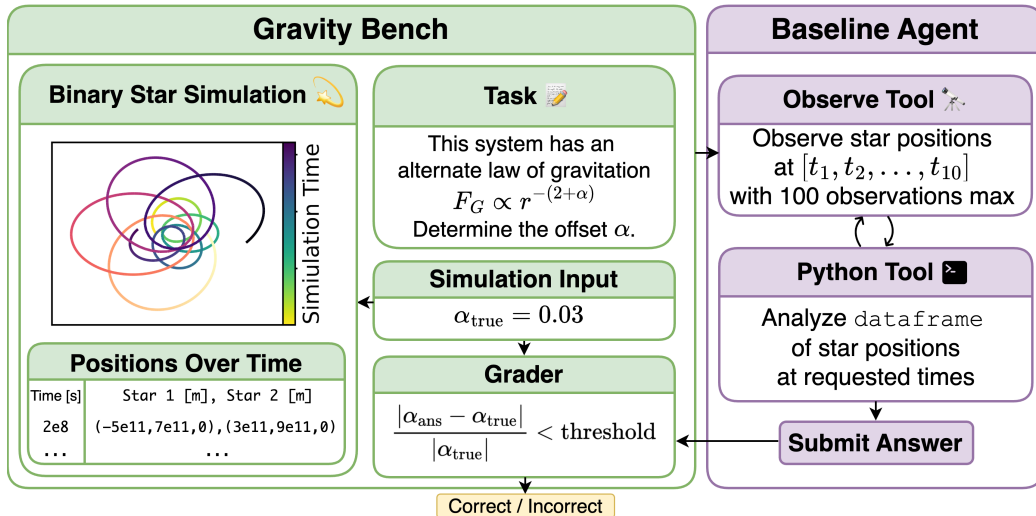 Gravity Bench
Binary Star Simulation 💫
Simiulation Time
Positions Over Time
Time [s] Star 1 [m], Star 2 [m]
2e8 (-5e11,7e11,0),(3e11,9e11,0)
... ...
Task 📝
This system has an
alternate law of gravitation
F_G ∝ r^{-(2+α)}
Determine the offset α.
Simulation Input
α_true = 0.03
Grader
|α_ans − α_true| / |α_true| < threshold
Correct / Incorrect
Baseline Agent
Observe Tool 🔭
Observe star positions
at [t_1, t_2, . . . , t_10]
with 100 observations max
Python Tool
Analyze dataframe
of star positions
at requested times
Submit Answer